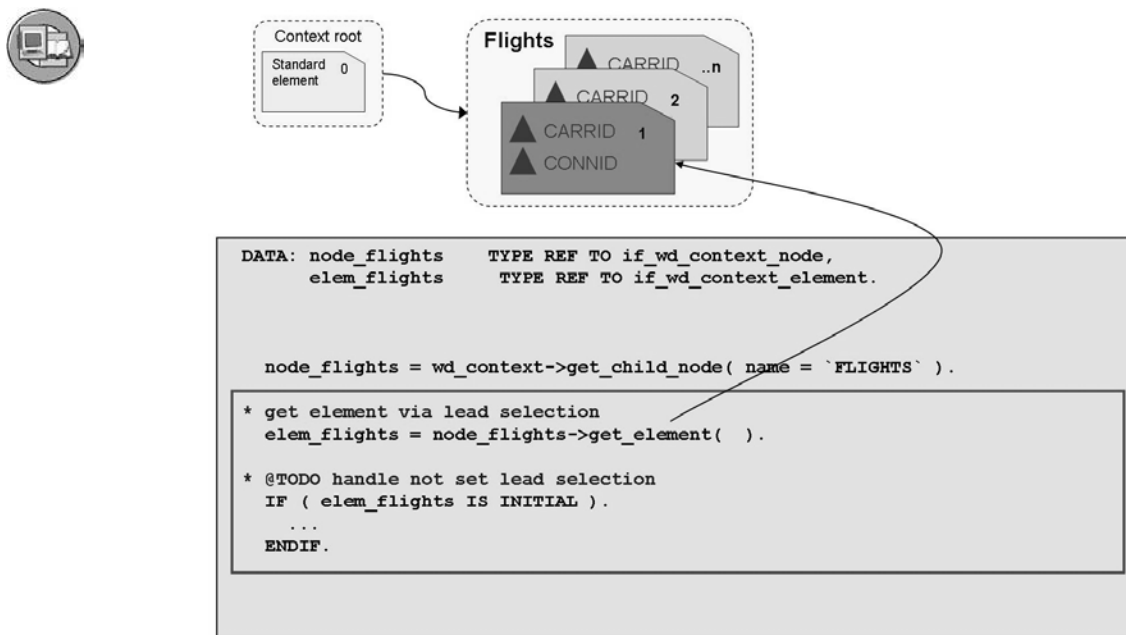 Context root
Standard 0
element
Flights
CARRID ..n
CARRID 2
CARRID 1
CONNID
DATA: node_flights TYPE REF TO if_wd_context_node,
elem_flights TYPE REF TO if_wd_context_element.
node_flights = wd_context->get_child_node( name = `FLIGHTS` ).
* get element via lead selection
elem_flights = node_flights->get_element( ).
* @TODO handle not set lead selection
IF ( elem_flights IS INITIAL ).
...
ENDIF.